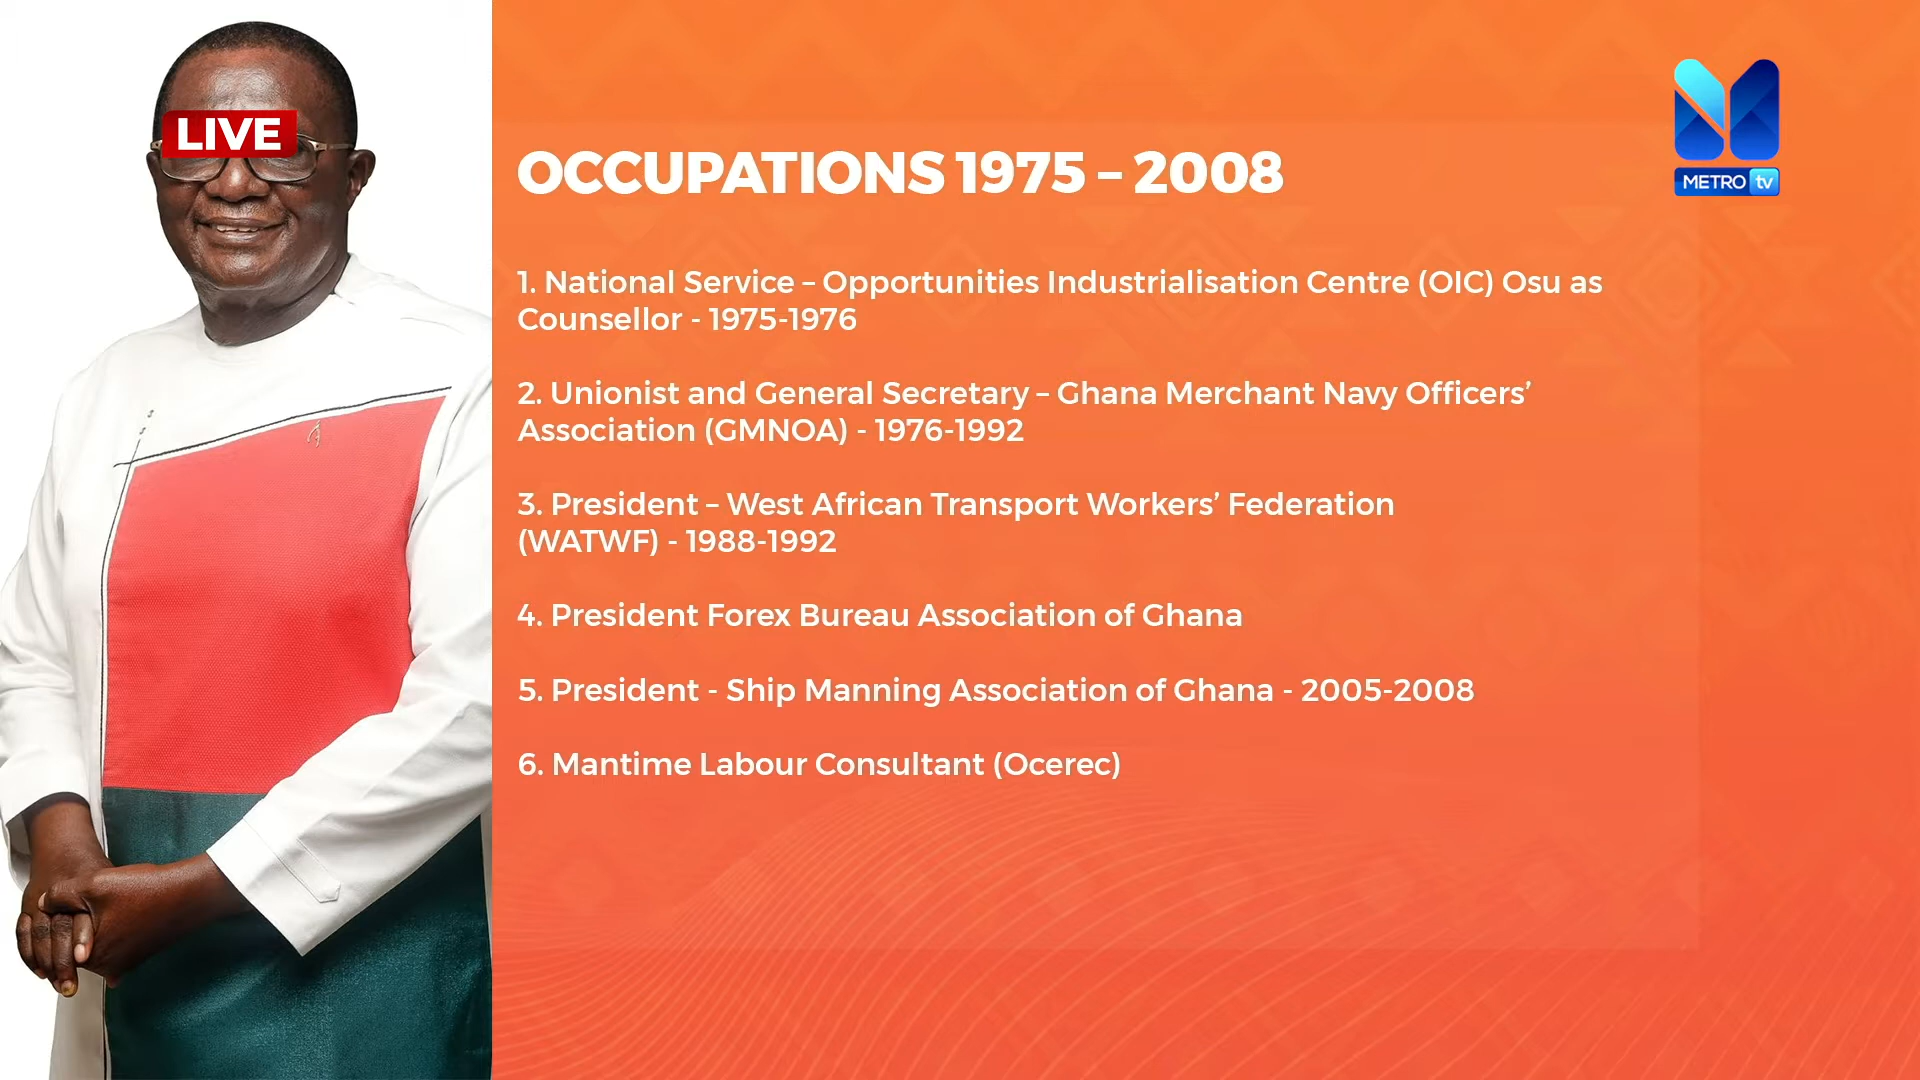 LIVE
METRO tv
OCCUPATIONS 1975 – 2008
1. National Service – Opportunities Industrialisation Centre (OIC) Osu as
Counsellor - 1975-1976
2. Unionist and General Secretary – Ghana Merchant Navy Officers’
Association (GMNOA) - 1976-1992
3. President – West African Transport Workers’ Federation
(WATWF) - 1988-1992
4. President Forex Bureau Association of Ghana
5. President - Ship Manning Association of Ghana - 2005-2008
6. Mantime Labour Consultant (Ocerec)